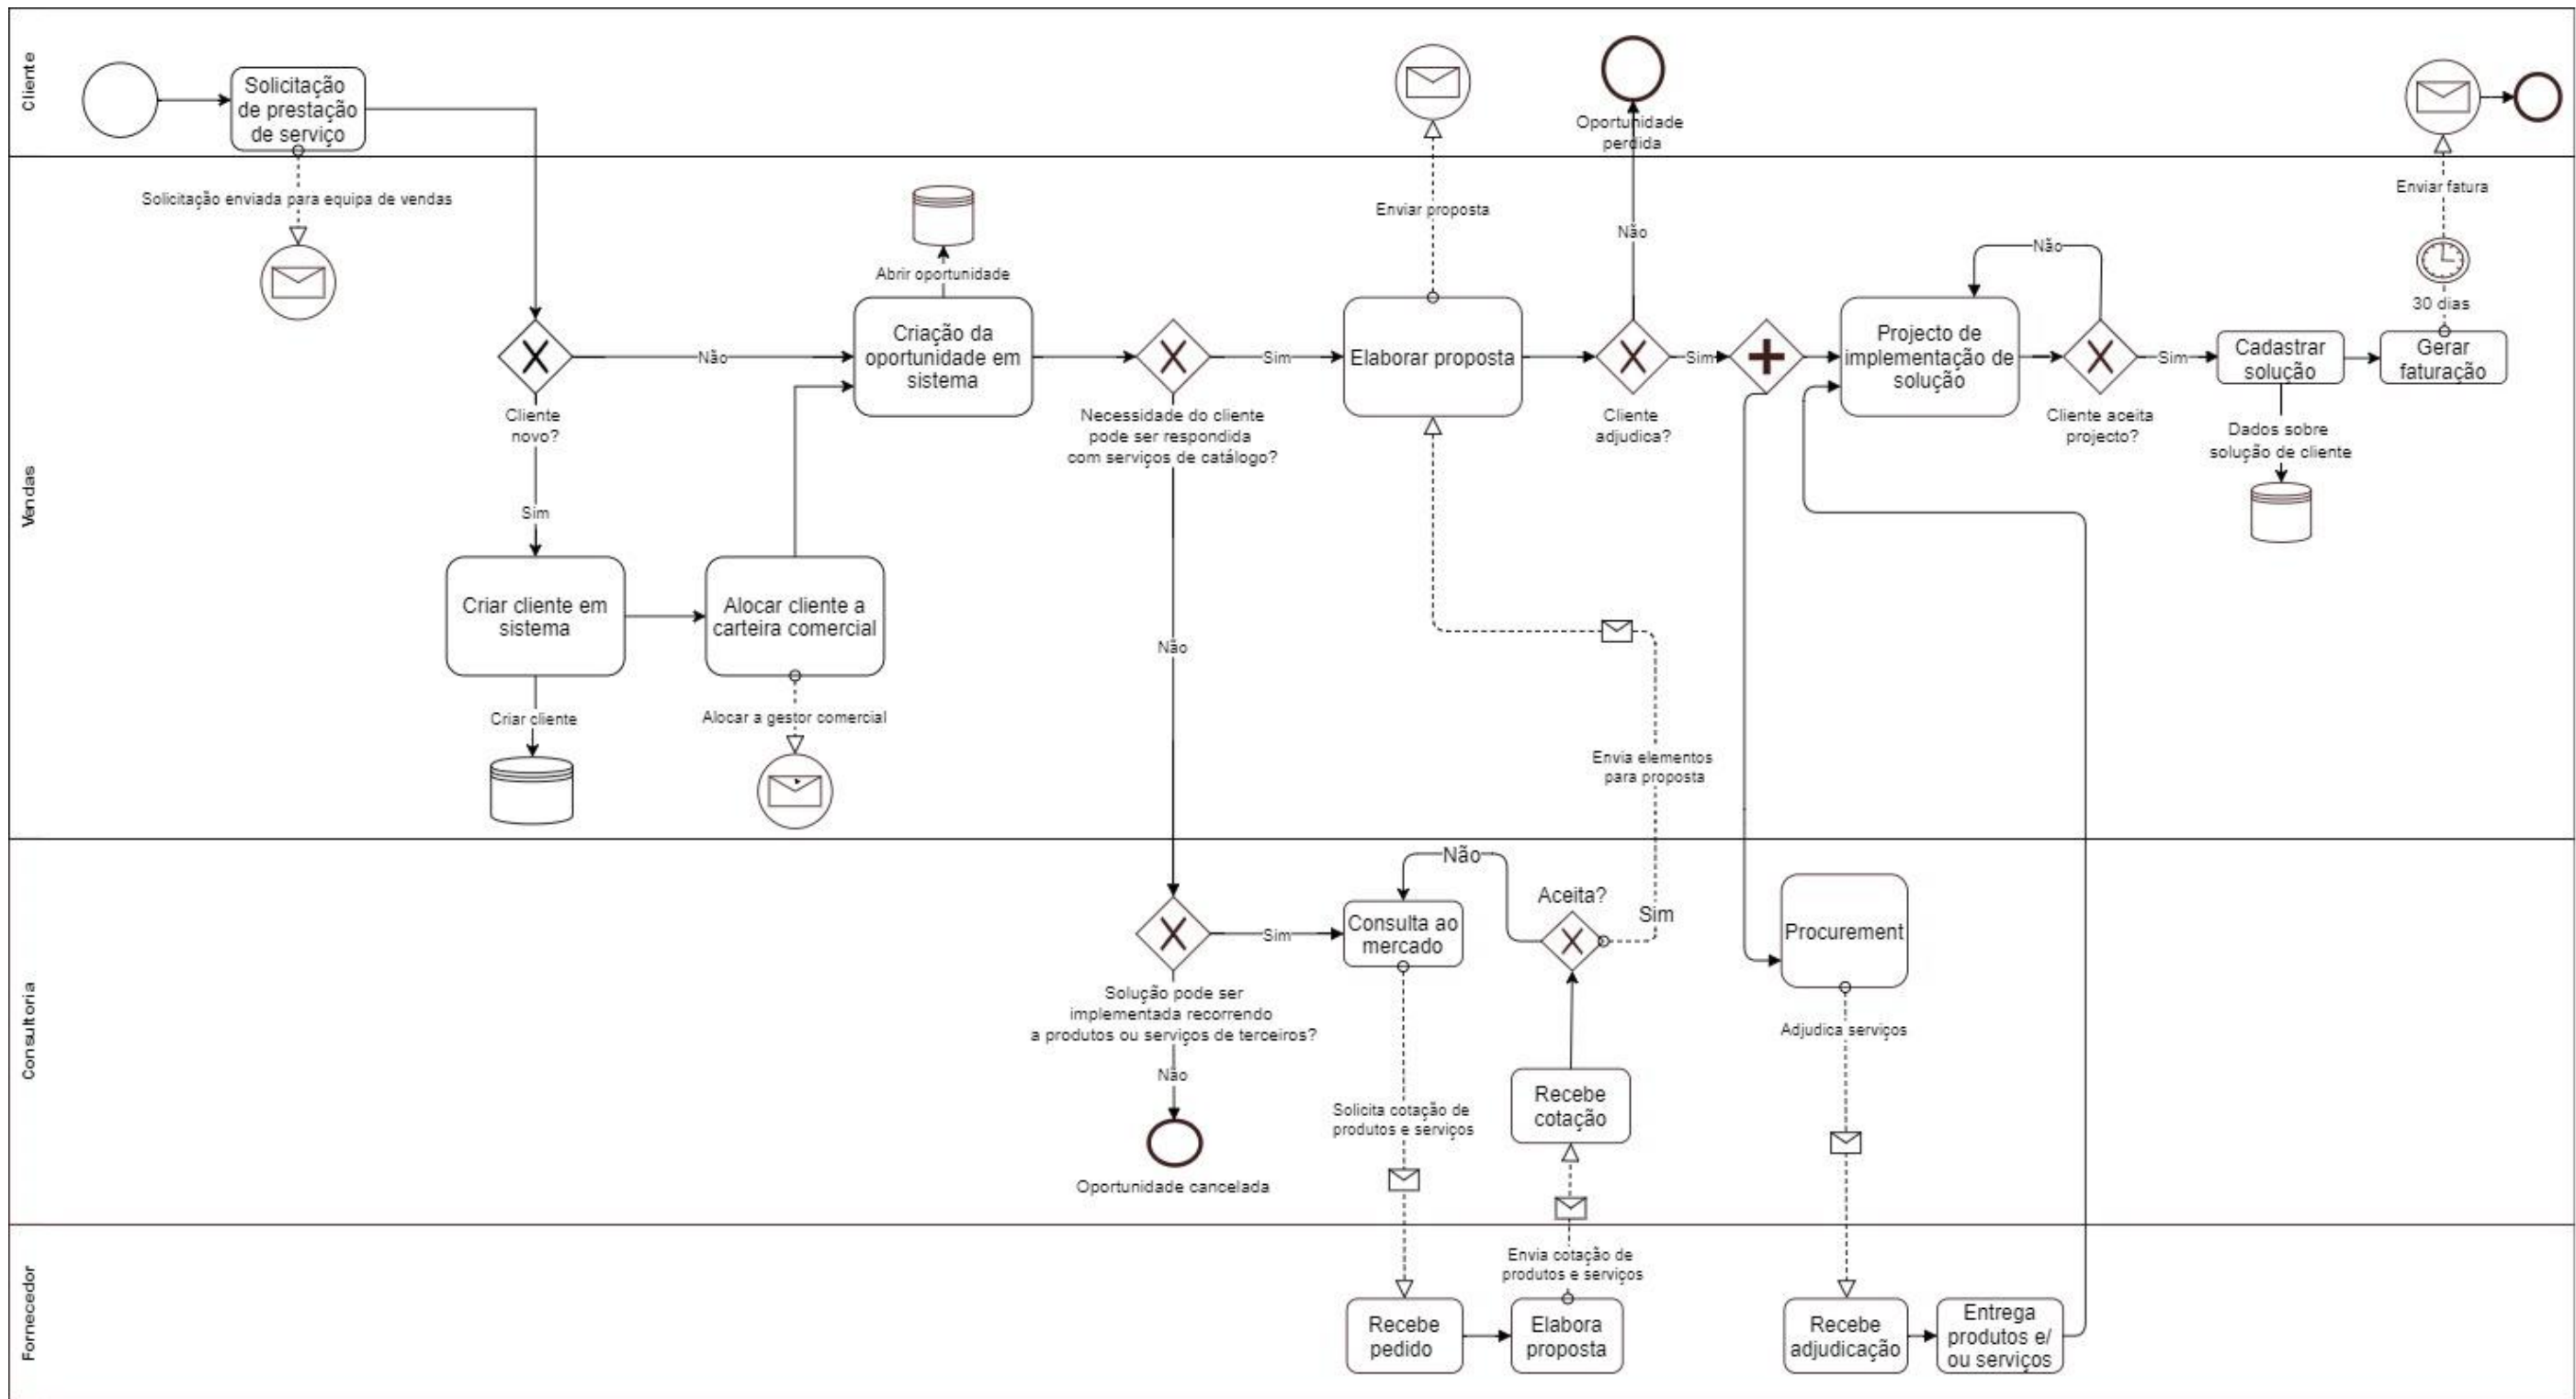 Cliente
Solicitação
de prestação
de serviço
Oportunidade
perdida
Vendas
Solicitação enviada para equipa de vendas
Enviar proposta
Enviar fatura
Não
Não
30 dias
Abrir oportunidade
Criação da
oportunidade em
sistema
Elaborar proposta
Projecto de
implementação de
solução
Cadastrar
solução
Gerar
faturação
Não
Sim
Sim
Sim
Cliente
novo?
Necessidade do cliente
pode ser respondida
com serviços de catálogo?
Cliente
adjudica?
Cliente aceita
projecto?
Dados sobre
solução de cliente
Sim
Criar cliente em
sistema
Alocar cliente a
carteira comercial
Não
Criar cliente
Alocar a gestor comercial
Envia elementos
para proposta
Consultoria
Não
Aceita?
Sim
Sim
Consulta ao
mercado
Procurement
Solução pode ser
implementada recorrendo
a produtos ou serviços de terceiros?
Não
Adjudica serviços
Solicita cotação de
produtos e serviços
Recebe
cotação
Oportunidade cancelada
Fornecedor
Envia cotação de
produtos e serviços
Recebe
pedido
Elabora
proposta
Recebe
adjudicação
Entrega
produtos e/
ou serviços